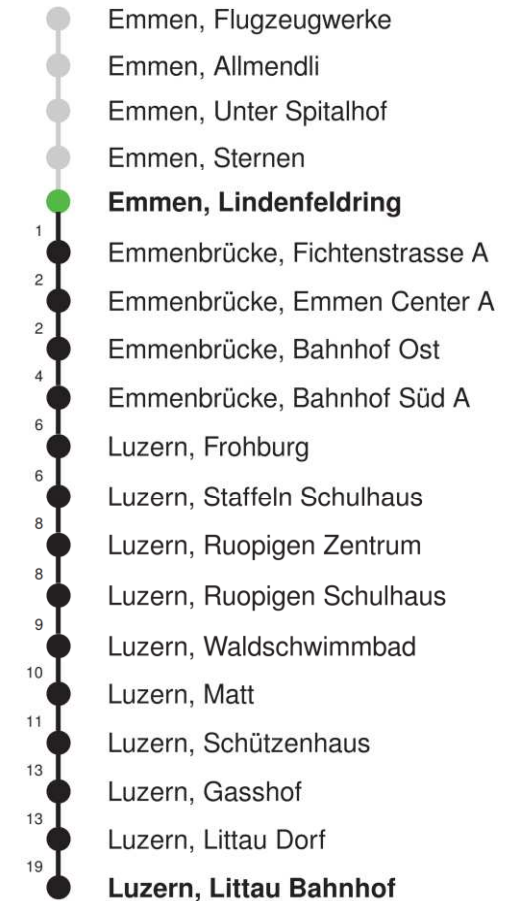 Emmen, Flugzeugwerke
Emmen, Allmendli
Emmen, Unter Spitalhof
Emmen, Sternen
Emmen, Lindenfeldring
1
Emmenbrücke, Fichtenstrasse A
2
Emmenbrücke, Emmen Center A
2
Emmenbrücke, Bahnhof Ost
4
Emmenbrücke, Bahnhof Süd A
6
Luzern, Frohburg
6
Luzern, Staffeln Schulhaus
8
Luzern, Ruopigen Zentrum
8
Luzern, Ruopigen Schulhaus
9
Luzern, Waldschwimmbad
10
Luzern, Matt
11
Luzern, Schützenhaus
13
Luzern, Gasshof
13
Luzern, Littau Dorf
19
Luzern, Littau Bahnhof